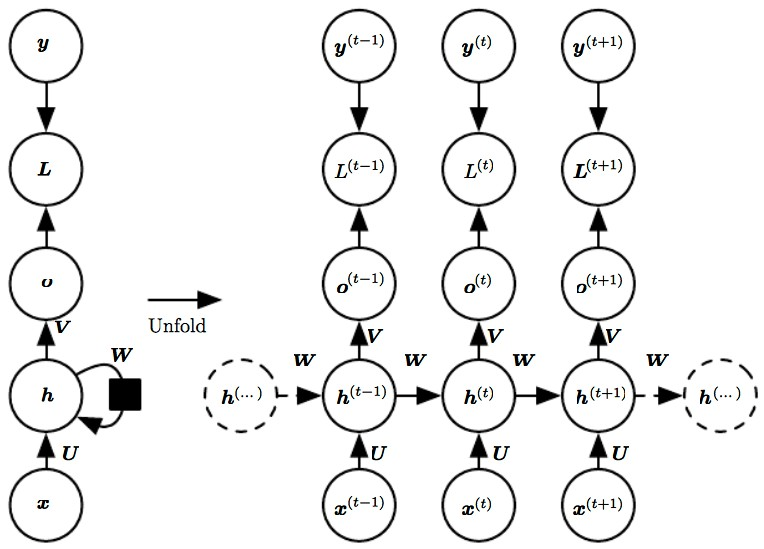 y y^(t−1) y^(t) y^(t+1)
L L^(t−1) L^(t) L^(t+1)
o o^(t−1) o^(t) o^(t+1)
Unfold
V V V V
W W W W W
h h^(...) h^(t−1) h^(t) h^(t+1) h^(...)
U U U U
x x^(t−1) x^(t) x^(t+1)